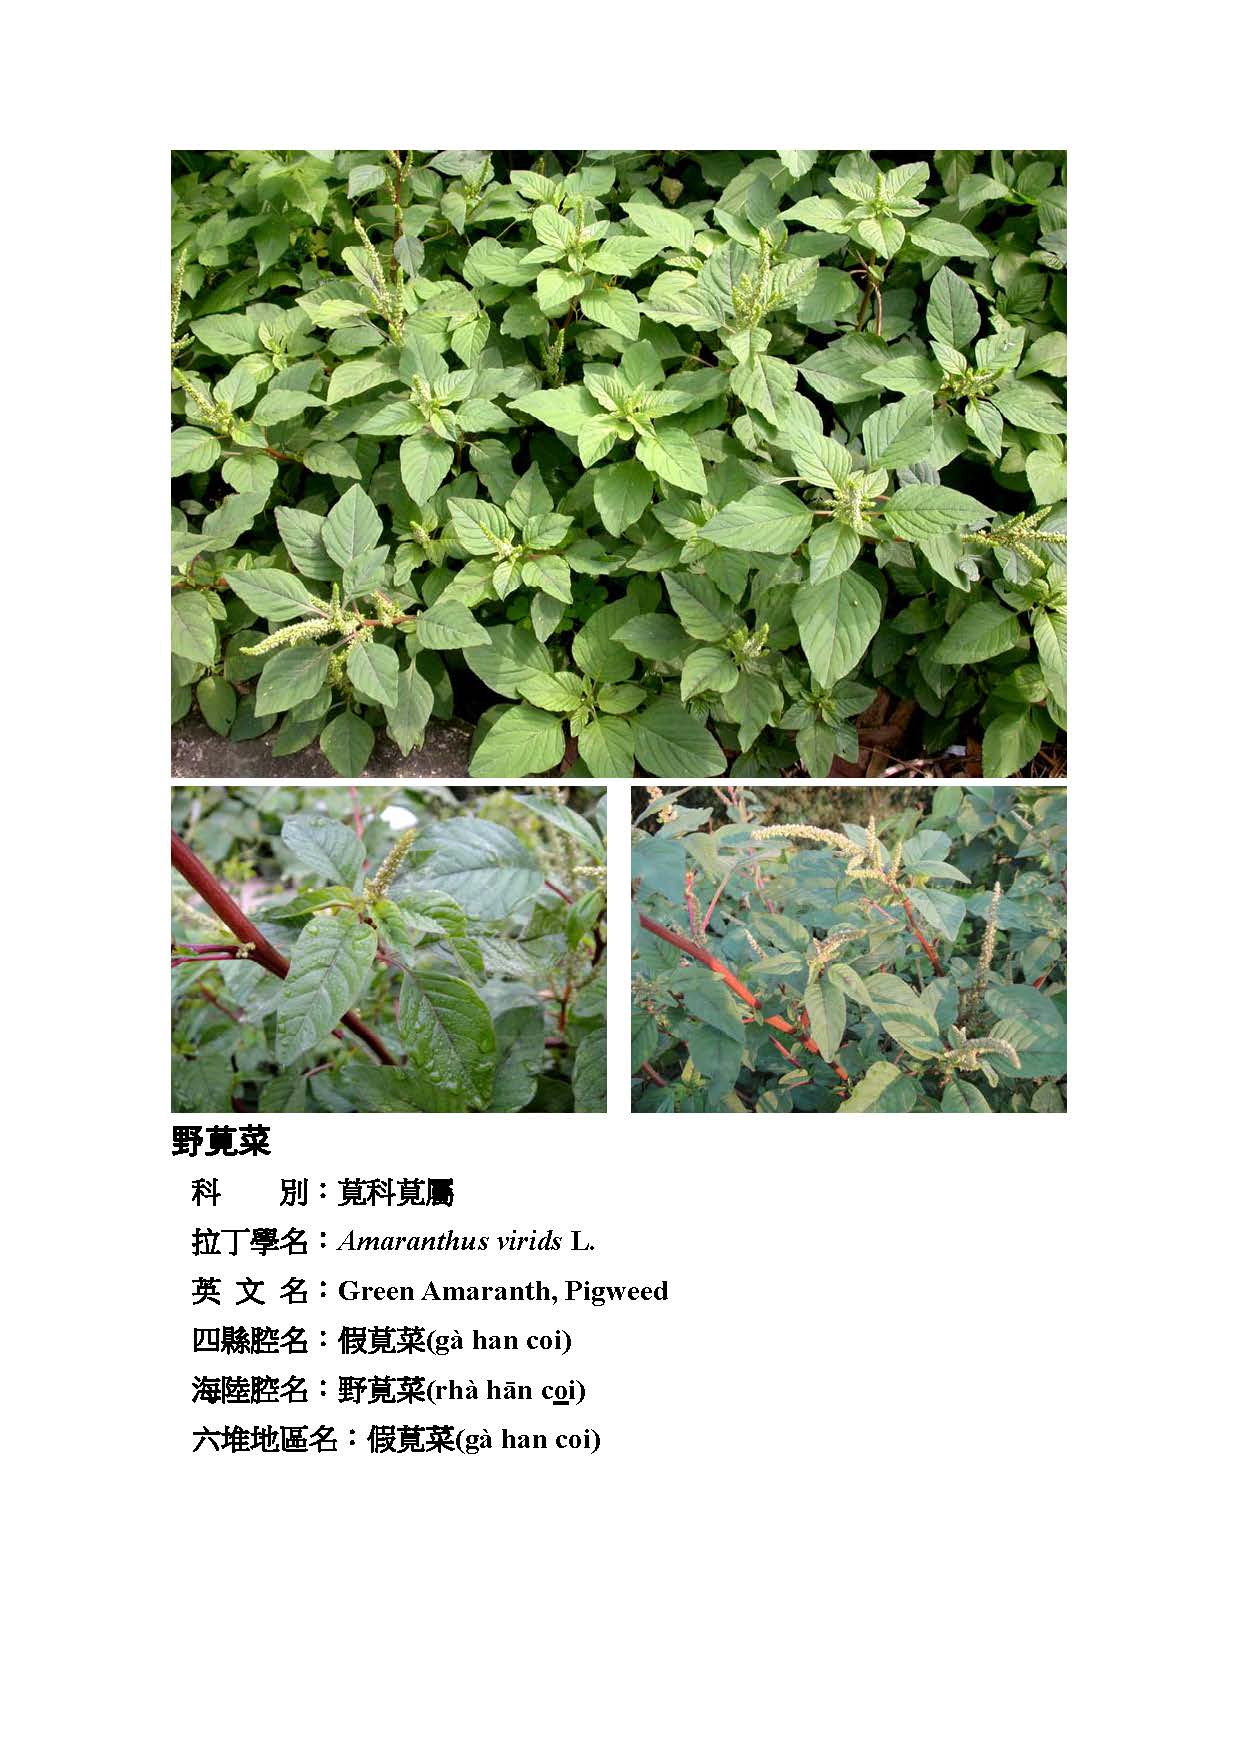 野莧菜
科　　別：莧科莧屬
拉丁學名：Amaranthus virids L.
英 文 名：Green Amaranth, Pigweed
四縣腔名：假莧菜(gà han coi)
海陸腔名：野莧菜(rhà hān co̲i)
六堆地區名：假莧菜(gà han coi)